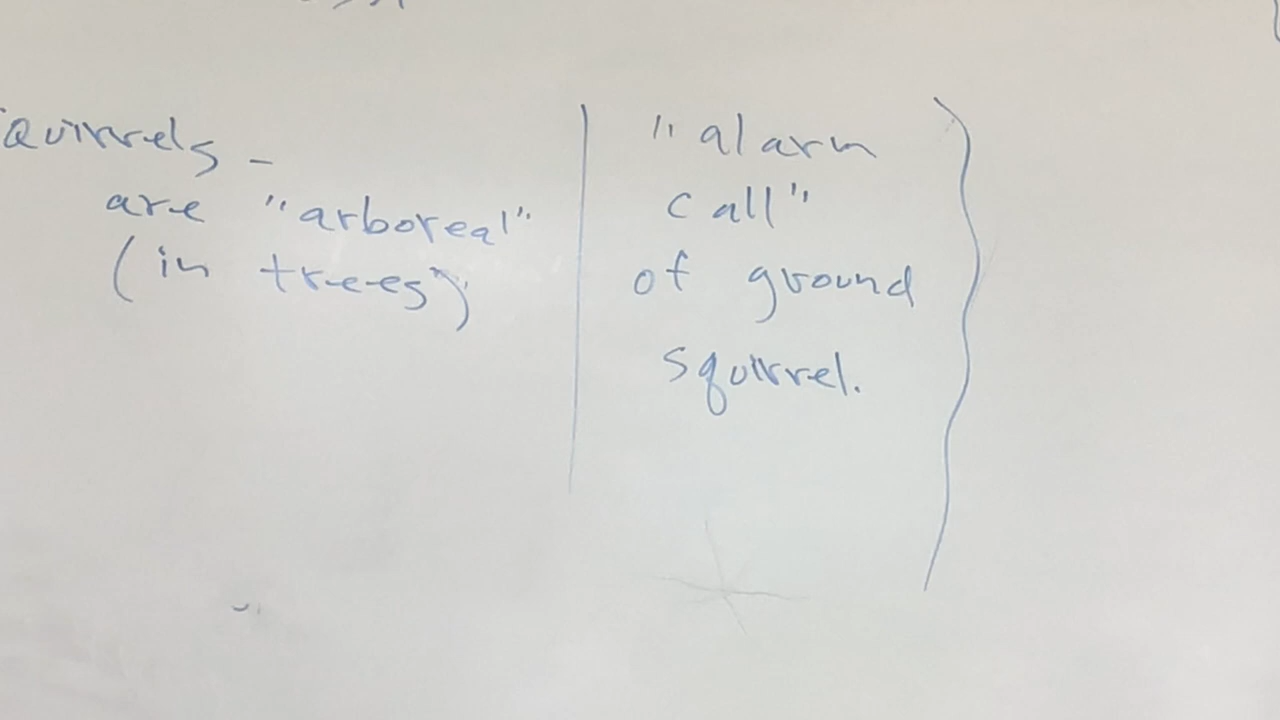 Squirrels -
are "arboreal"
(in trees)
"alarm
call"
of ground
squirrel.